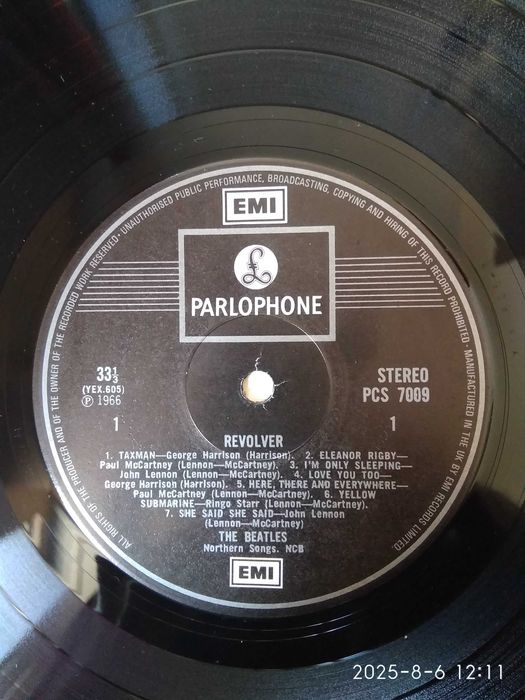 ALL RIGHTS OF THE PRODUCER AND OF THE OWNER OF THE RECORDED WORK RESERVED · UNAUTHORISED PUBLIC PERFORMANCE, BROADCASTING, COPYING AND HIRING OF THIS RECORD PROHIBITED · MANUFACTURED IN THE UK BY EMI RECORDS LIMITED.
EMI
£
PARLOPHONE
33⅓
(YEX.605)
℗ 1966
1
STEREO
PCS 7009
1
REVOLVER
1. TAXMAN—George Harrison (Harrison). 2. ELEANOR RIGBY—
Paul McCartney (Lennon—McCartney). 3. I'M ONLY SLEEPING—
John Lennon (Lennon—McCartney). 4. LOVE YOU TOO—
George Harrison (Harrison). 5. HERE, THERE AND EVERYWHERE—
Paul McCartney (Lennon—McCartney). 6. YELLOW
SUBMARINE—Ringo Starr (Lennon—McCartney).
7. SHE SAID SHE SAID—John Lennon
(Lennon—McCartney)
THE BEATLES
Northern Songs. NCB
EMI
2025-8-6 12:11